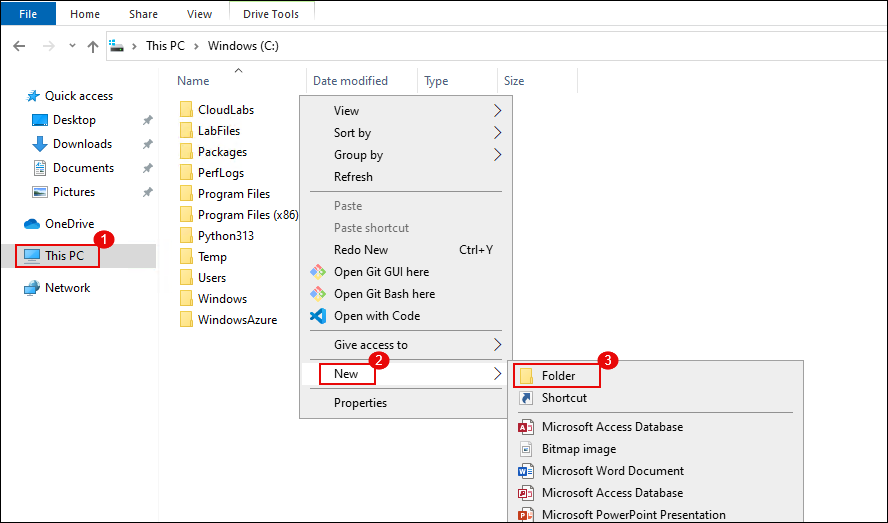 File Home Share View Drive Tools
This PC Windows (C:)
Name Date modified Type Size
Quick access
Desktop
Downloads
Documents
Pictures
OneDrive
1
This PC
Network
CloudLabs
LabFiles
Packages
PerfLogs
Program Files
Program Files (x86)
Python313
Temp
Users
Windows
WindowsAzure
View
Sort by
Group by
Refresh
Paste
Paste shortcut
Redo New Ctrl+Y
Open Git GUI here
Open Git Bash here
Open with Code
Give access to
2
New
Properties
3
Folder
Shortcut
Microsoft Access Database
Bitmap image
Microsoft Word Document
Microsoft Access Database
Microsoft PowerPoint Presentation